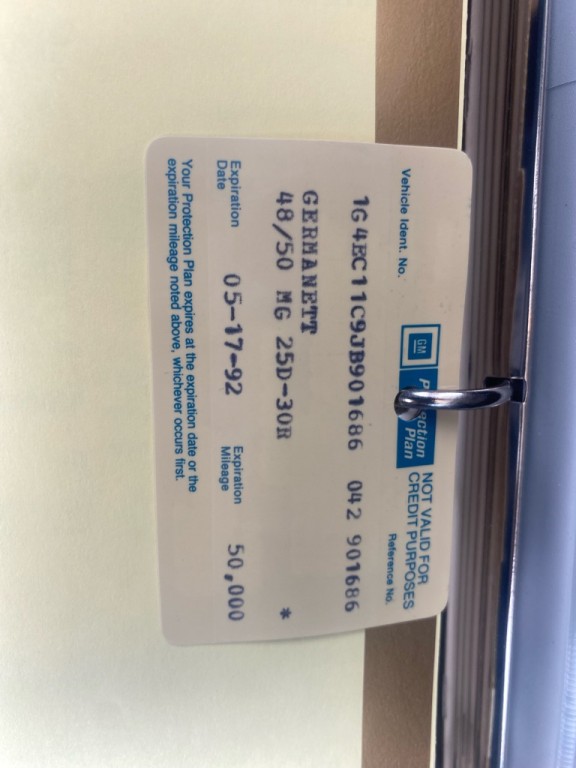 GM Protection Plan
NOT VALID FOR
CREDIT PURPOSES
Vehicle Ident. No.
Reference No.
1G4EC11C9JB901686 042 901686
GERMANETT
48/50 MG 25D-30R *
Expiration
Date
05-17-92
Expiration
Mileage
50,000
Your Protection Plan expires at the expiration date or the
expiration mileage noted above, whichever occurs first.